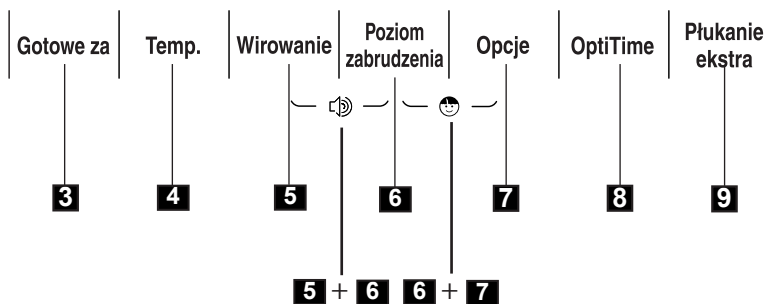 Gotowe za
Temp.
Wirowanie
Poziom
zabrudzenia
Opcje
OptiTime
Płukanie
ekstra
3 4 5 6 7 8 9
5 + 6 6 + 7